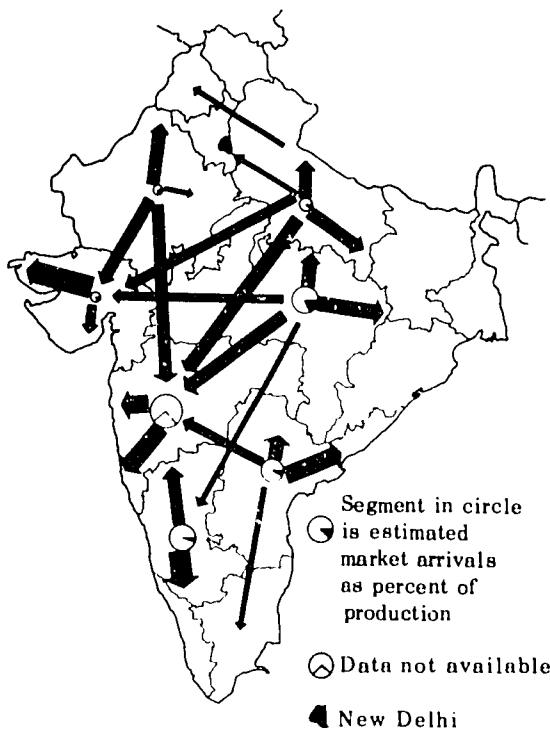 Segment in circle
is estimated
market arrivals
as percent of
production
Data not available
New Delhi